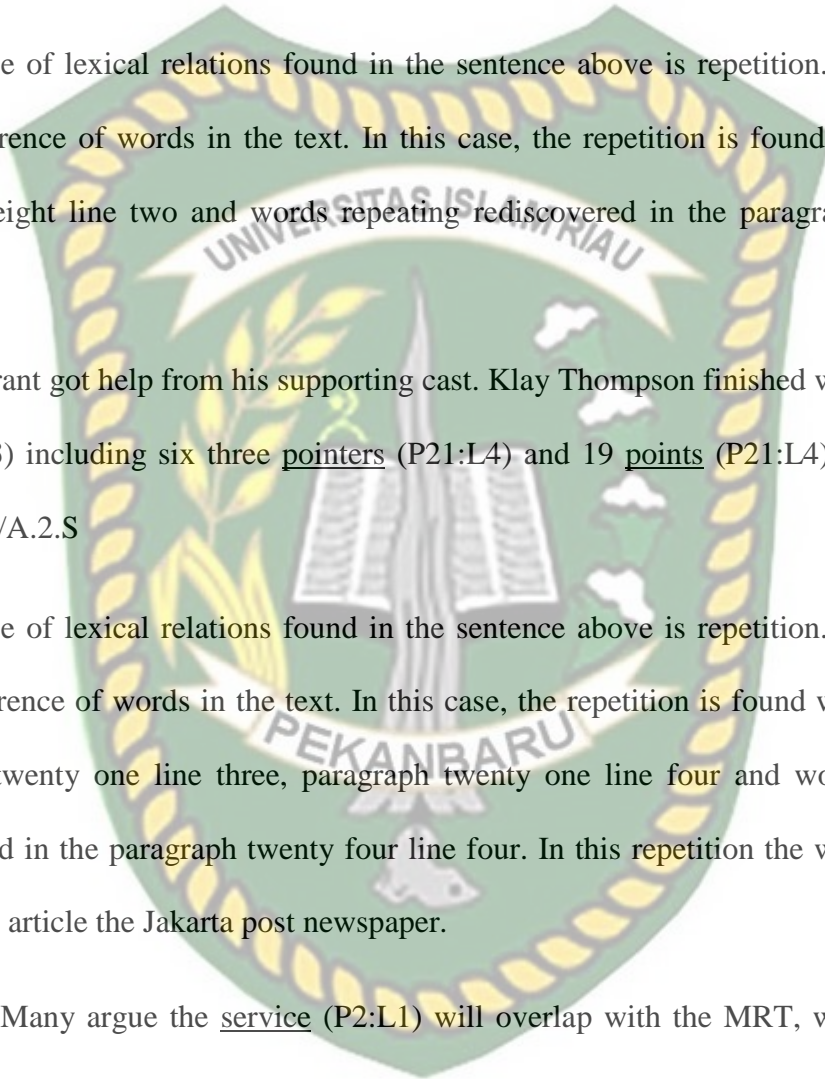 e of lexical relations found in the sentence above is repetition.
rence of words in the text. In this case, the repetition is found
eight line two and words repeating rediscovered in the paragra
UNIVERSITAS ISLAM RIAU
rant got help from his supporting cast. Klay Thompson finished w
) including six three pointers (P21:L4) and 19 points (P21:L4)
/A.2.S
e of lexical relations found in the sentence above is repetition.
rence of words in the text. In this case, the repetition is found w
PEKANBARU
twenty one line three, paragraph twenty one line four and wo
d in the paragraph twenty four line four. In this repetition the w
article the Jakarta post newspaper.
Many argue the service (P2:L1) will overlap with the MRT, w